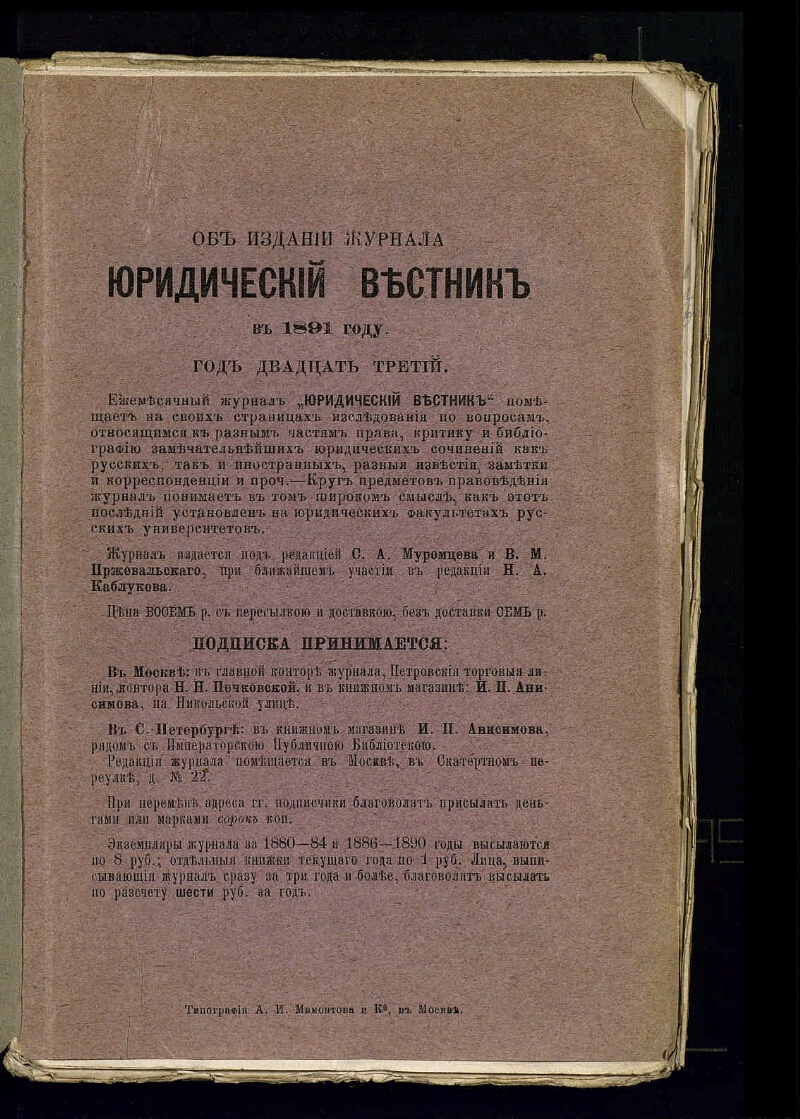 ОБЪ ИЗДАНІИ ЖУРНАЛА
ЮРИДИЧЕСКІЙ ВѢСТНИКЪ
въ 1891 году.
ГОДЪ ДВАДЦАТЬ ТРЕТІЙ.
Ежемѣсячный журналъ „ЮРИДИЧЕСКІЙ ВѢСТНИКЪ“ помѣ-
щаетъ на своихъ страницахъ изслѣдованія по вопросамъ,
относящимся къ разнымъ частямъ права, критику и библіо-
графію замѣчательнѣйшихъ юридическихъ сочиненій какъ
русскихъ, такъ и иностранныхъ, разныя извѣстія, замѣтки
и корреспонденціи и проч.—Кругъ предметовъ правовѣдѣнія
журналъ понимаетъ въ томъ широкомъ смыслѣ, какъ этотъ
послѣдній установленъ на юридическихъ факультетахъ рус-
скихъ университетовъ.
Журналъ издается подъ редакціей С. А. Муромцева и В. М.
Пржевальскаго, при ближайшемъ участіи въ редакціи Н. А.
Каблукова.
Цѣна ВОСЕМЬ р. съ пересылкою и доставкою, безъ доставки СЕМЬ р.
ПОДПИСКА ПРИНИМАЕТСЯ:
Въ Москвѣ: въ главной конторѣ журнала, Петровскія торговыя ли-
ніи, контора Н. Н. Печковской, и въ книжномъ магазинѣ: И. П. Ани-
симова, на Никольской улицѣ.
Въ С.-Петербургѣ: въ книжномъ магазинѣ И. П. Анисимова,
рядомъ съ Императорскою Публичною Библіотекою.
Редакція журнала помѣщается въ Москвѣ, въ Скатертномъ пе-
реулкѣ, д. № 22.
При перемѣнѣ адреса гг. подписчики благоволятъ присылать день-
гами или марками сорокъ коп.
Экземпляры журнала за 1880—84 и 1886—1890 годы высылаются
по 8 руб.; отдѣльныя книжки текущаго года по 1 руб. Лица, выпи-
сывающія журналъ сразу за три года и болѣе, благоволятъ высылать
по разсчету шести руб. за годъ.
Типографія А. И. Мамонтова и К⁰, въ Москвѣ.